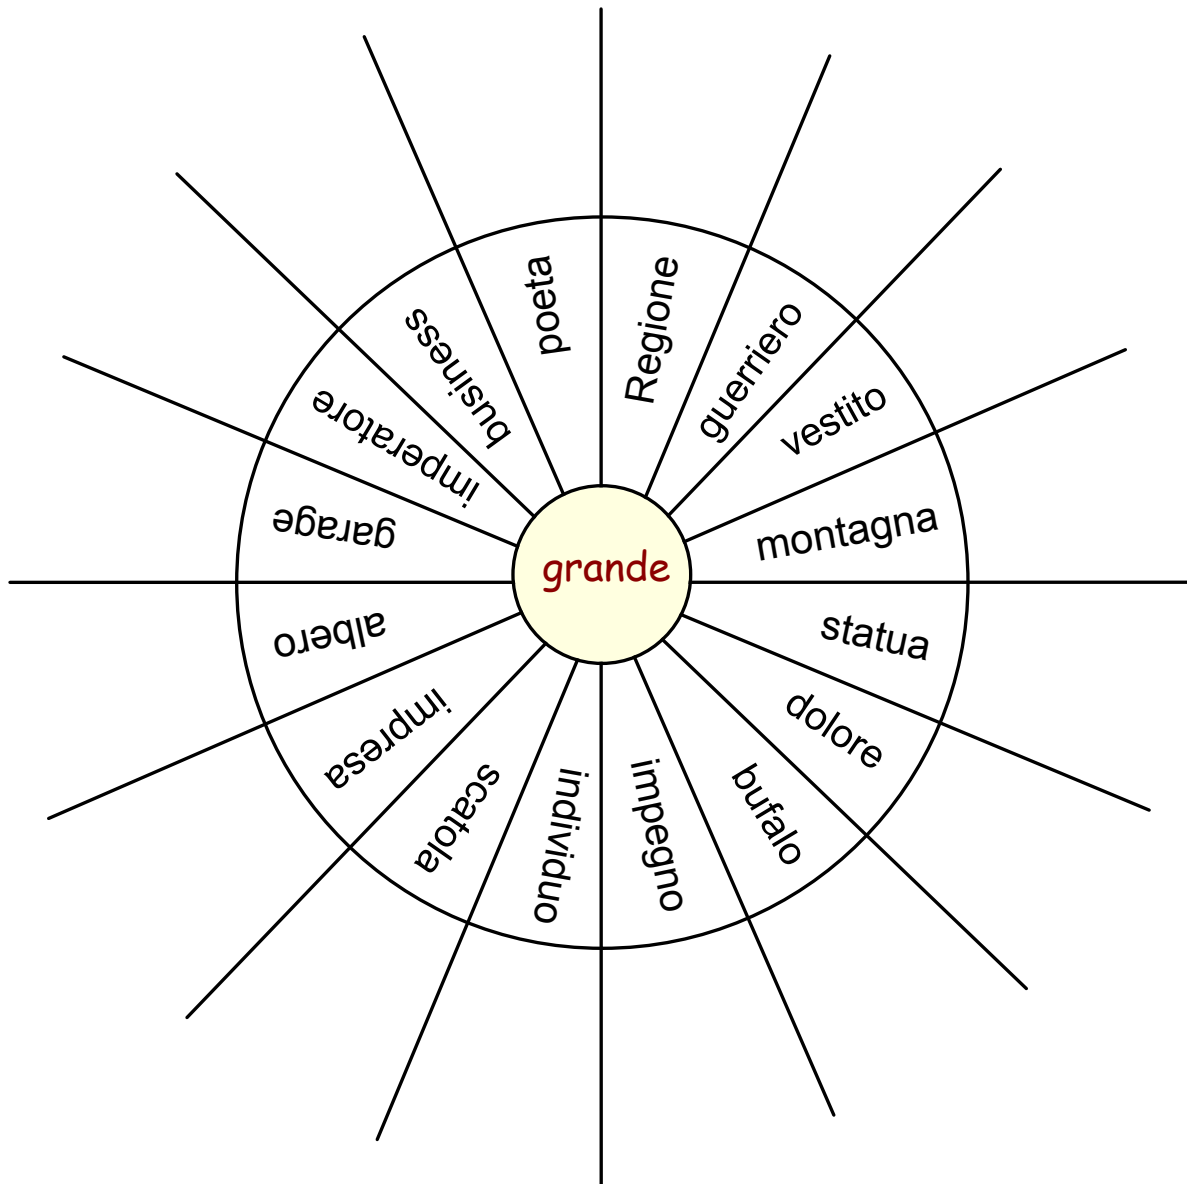 grande
Regione
guerriero
vestito
montagna
statua
dolore
bufalo
impegno
individuo
scatola
impresa
albero
garage
imperatore
business
poeta